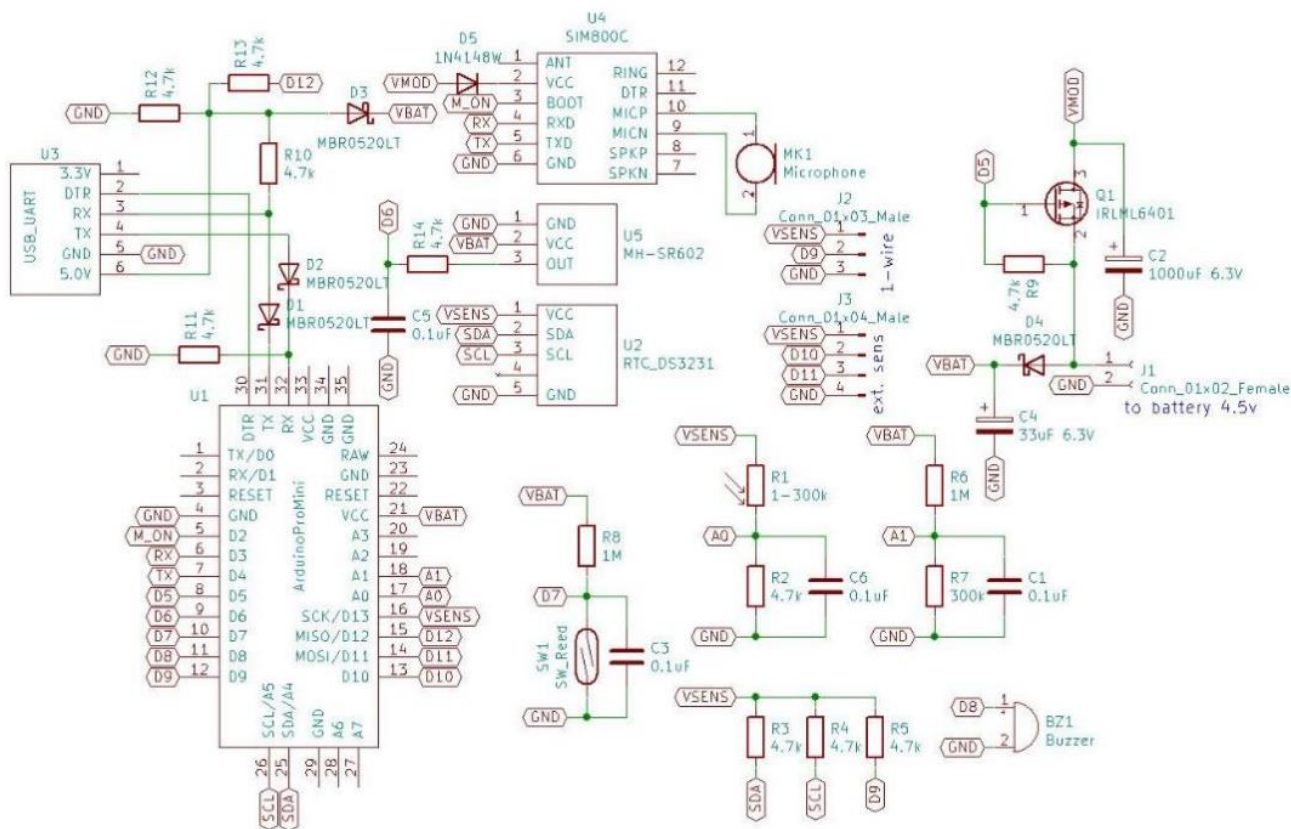 U4
SIM800C
D5
1N4148W
VMOD
1 ANT
2 VCC
3 BOOT
4 RXD
5 TXD
6 GND
RING 12
DTR 11
MICP 10
MICN 9
SPKP 8
SPKN 7
M_ON
RX
TX
GND
R13
4.7k
D12
R12
4.7k
GND
D3
MBR0520LT
VBAT
R10
4.7k
U3
USB_UART
3.3V 1
DTR 2
RX 3
TX 4
GND 5
5.0V 6
GND
D2
MBR0520LT
D1
MBR0520LT
R11
4.7k
GND
D6
R14
4.7k
C5
0.1uF
GND
GND
VBAT
1 GND
2 VCC
3 OUT
U5
MH-SR602
VSENS
SDA
SCL
GND
1 VCC
2 SDA
3 SCL
4
5 GND
U2
RTC_DS3231
1
MK1
Microphone
2
J2
Conn_01x03_Male
VSENS 1
D9 2
GND 3
1-wire
J3
Conn_01x04_Male
VSENS 1
D10 2
D11 3
GND 4
ext. sens
VMOD
D5
3
1
Q1
IRLML6401
2
R9
4.7k
C2
1000uF 6.3V
GND
D4
MBR0520LT
VBAT
1
GND 2
J1
Conn_01x02_Female
to battery 4.5v
C4
33uF 6.3V
GND
U1
30 31 32 33 34 35
DTR TX RX VCC GND GND
ArduinoProMini
1 TX/D0
2 RX/D1
3 RESET
GND 4 GND
M_ON 5 D2
RX 6 D3
TX 7 D4
D5 8 D5
D6 9 D6
D7 10 D7
D8 11 D8
D9 12 D9
RAW 24
GND 23
RESET 22
VCC 21 VBAT
A3 20
A2 19
A1 18 A1
A0 17 A0
SCK/D13 16 VSENS
MISO/D12 15 D12
MOSI/D11 14 D11
D10 13 D10
SCL/A5 SDA/A4 GND A6 A7
26 25 29 28 27
SCL SDA
VBAT
R8
1M
D7
SW1
SW_Reed
C3
0.1uF
GND
VSENS
R1
1-300k
A0
R2
4.7k
C6
0.1uF
GND
VBAT
R6
1M
A1
R7
300k
C1
0.1uF
GND
VSENS
R3
4.7k
R4
4.7k
R5
4.7k
SDA
SCL
D9
D8 1
GND 2
BZ1
Buzzer